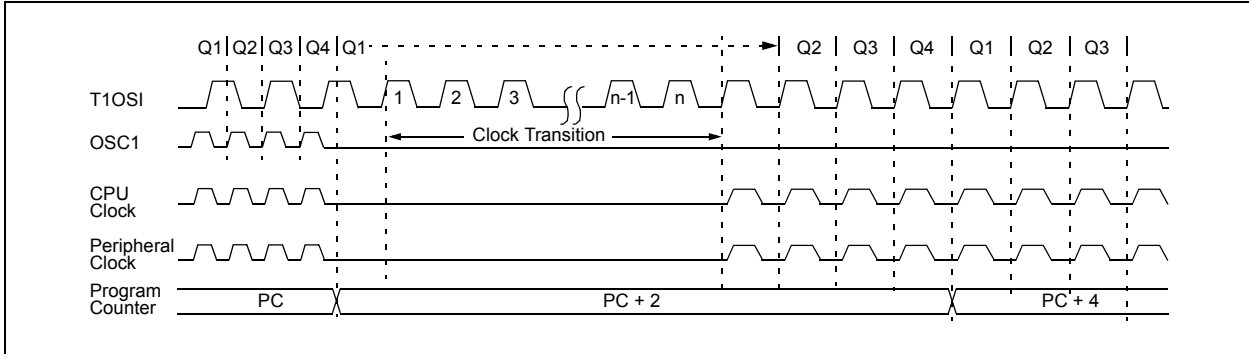 Q1 Q2 Q3 Q4 Q1 Q2 Q3 Q4 Q1 Q2 Q3
T1OSI 1 2 3 n-1 n
OSC1 Clock Transition
CPU
Clock
Peripheral
Clock
Program
Counter
PC PC + 2 PC + 4